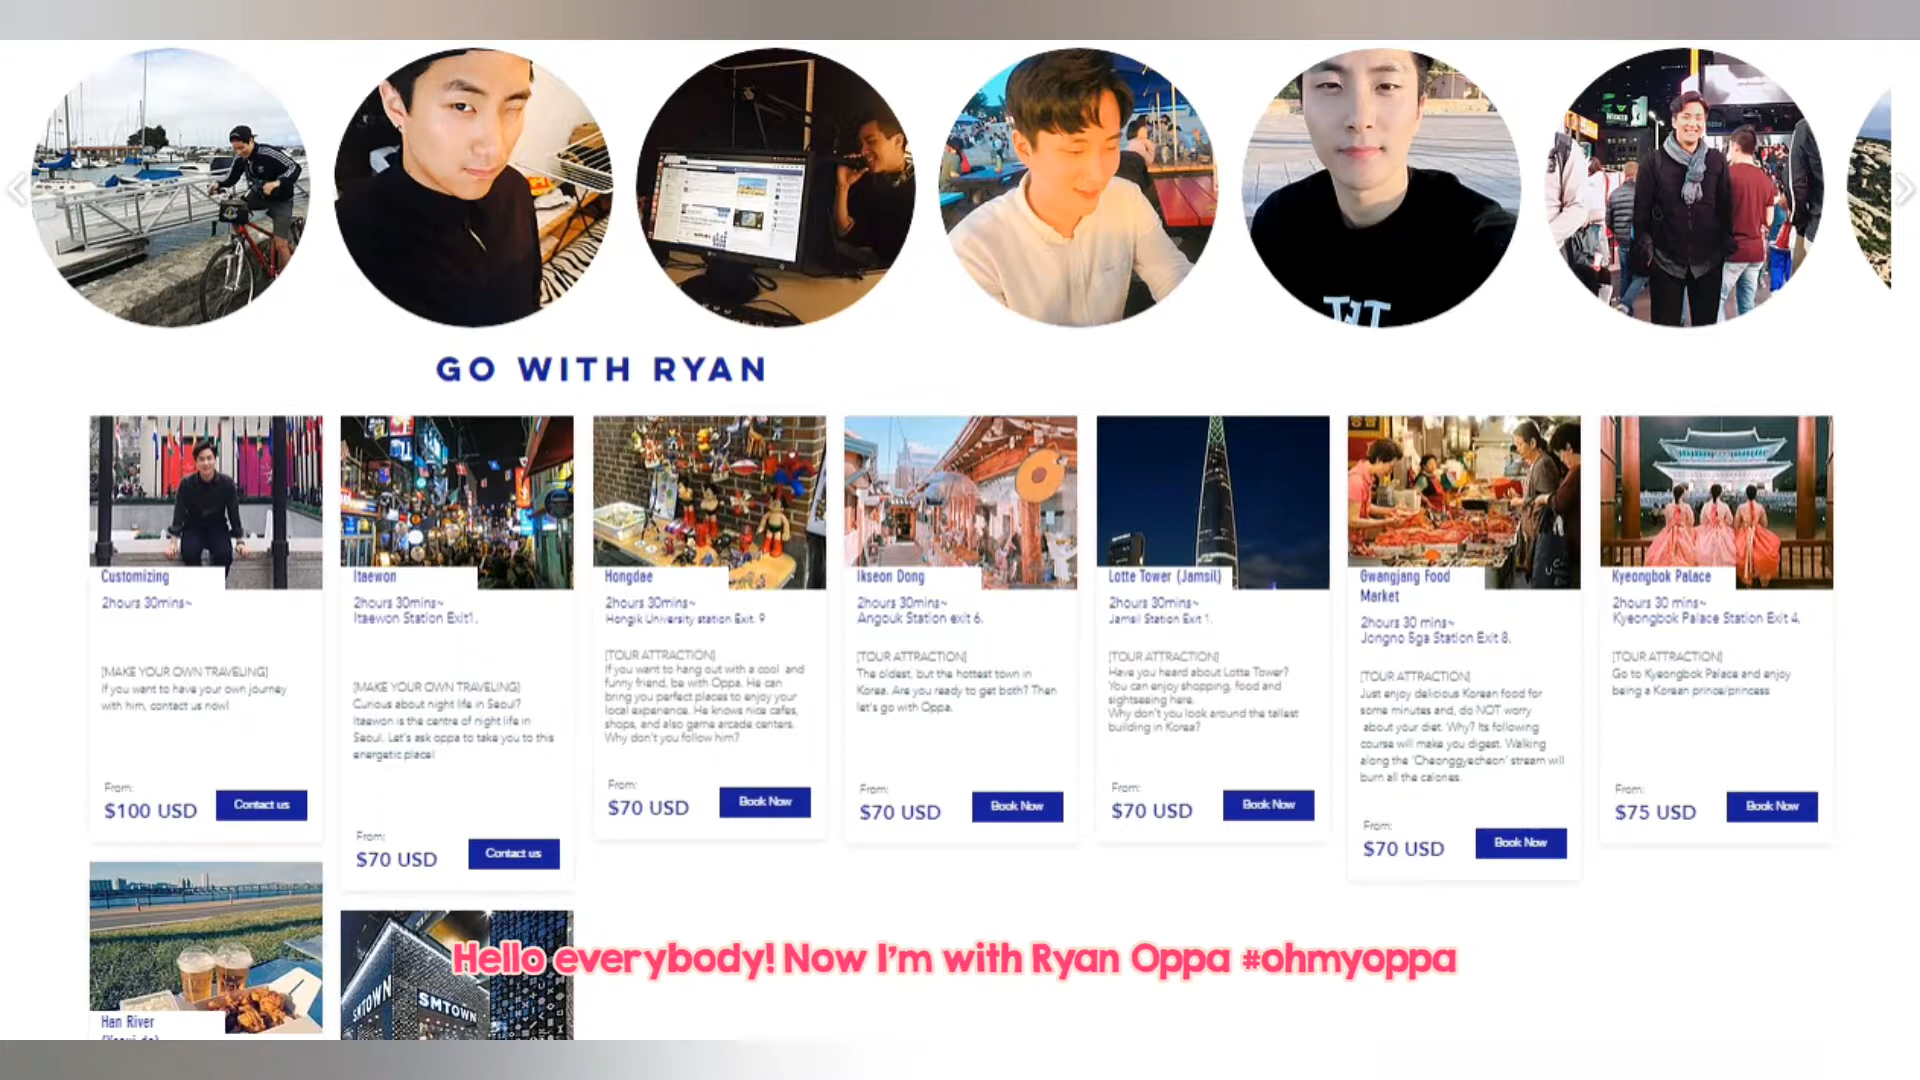 GO WITH RYAN
Customizing
2hours 30mins~
[MAKE YOUR OWN TRAVELING]
If you want to have your own journey
with him, contact us now!
From:
$100 USD
Contact us
Itaewon
2hours 30mins~
Itaewon Station Exit1.
[MAKE YOUR OWN TRAVELING]
Curious about night life in Seoul?
Itaewon is the centre of night life in
Seoul. Let's ask oppa to take you to this
energetic place!
From:
$70 USD
Contact us
Hongdae
2hours 30mins~
Hongik University station Exit. 9
[TOUR ATTRACTION]
If you want to hang out with a cool and
funny friend, be with Oppa. He can
bring you perfect places to enjoy your
local experience. He knows nice cafes,
shops, and also game arcade centers.
Why don't you follow him?
From:
$70 USD
Book Now
Ikseon Dong
2hours 30mins~
Angouk Station exit 6.
[TOUR ATTRACTION]
The oldest, but the hottest town in
Korea. Are you ready to get both? Then
let's go with Oppa.
From:
$70 USD
Book Now
Lotte Tower (Jamsil)
2hours 30mins~
Jamsil Station Exit 1.
[TOUR ATTRACTION]
Have you heard about Lotte Tower?
You can enjoy shopping, food and
sightseeing here.
Why don't you look around the tallest
building in Korea?
From:
$70 USD
Book Now
Gwangjang Food
Market
2hours 30 mins~
Jongno 5ga Station Exit 8.
[TOUR ATTRACTION]
Just enjoy delicious Korean food for
some minutes and, do NOT worry
about your diet. Why? Its following
course will make you digest. Walking
along the 'Cheonggyecheon' stream will
burn all the calories.
From:
$70 USD
Book Now
Kyeongbok Palace
2hours 30 mins~
Kyeongbok Palace Station Exit 4.
[TOUR ATTRACTION]
Go to Kyeongbok Palace and enjoy
being a Korean prince/princess
From:
$75 USD
Book Now
Han River
SMTOWN
SMTOWN
Hello everybody! Now I'm with Ryan Oppa #ohmyoppa